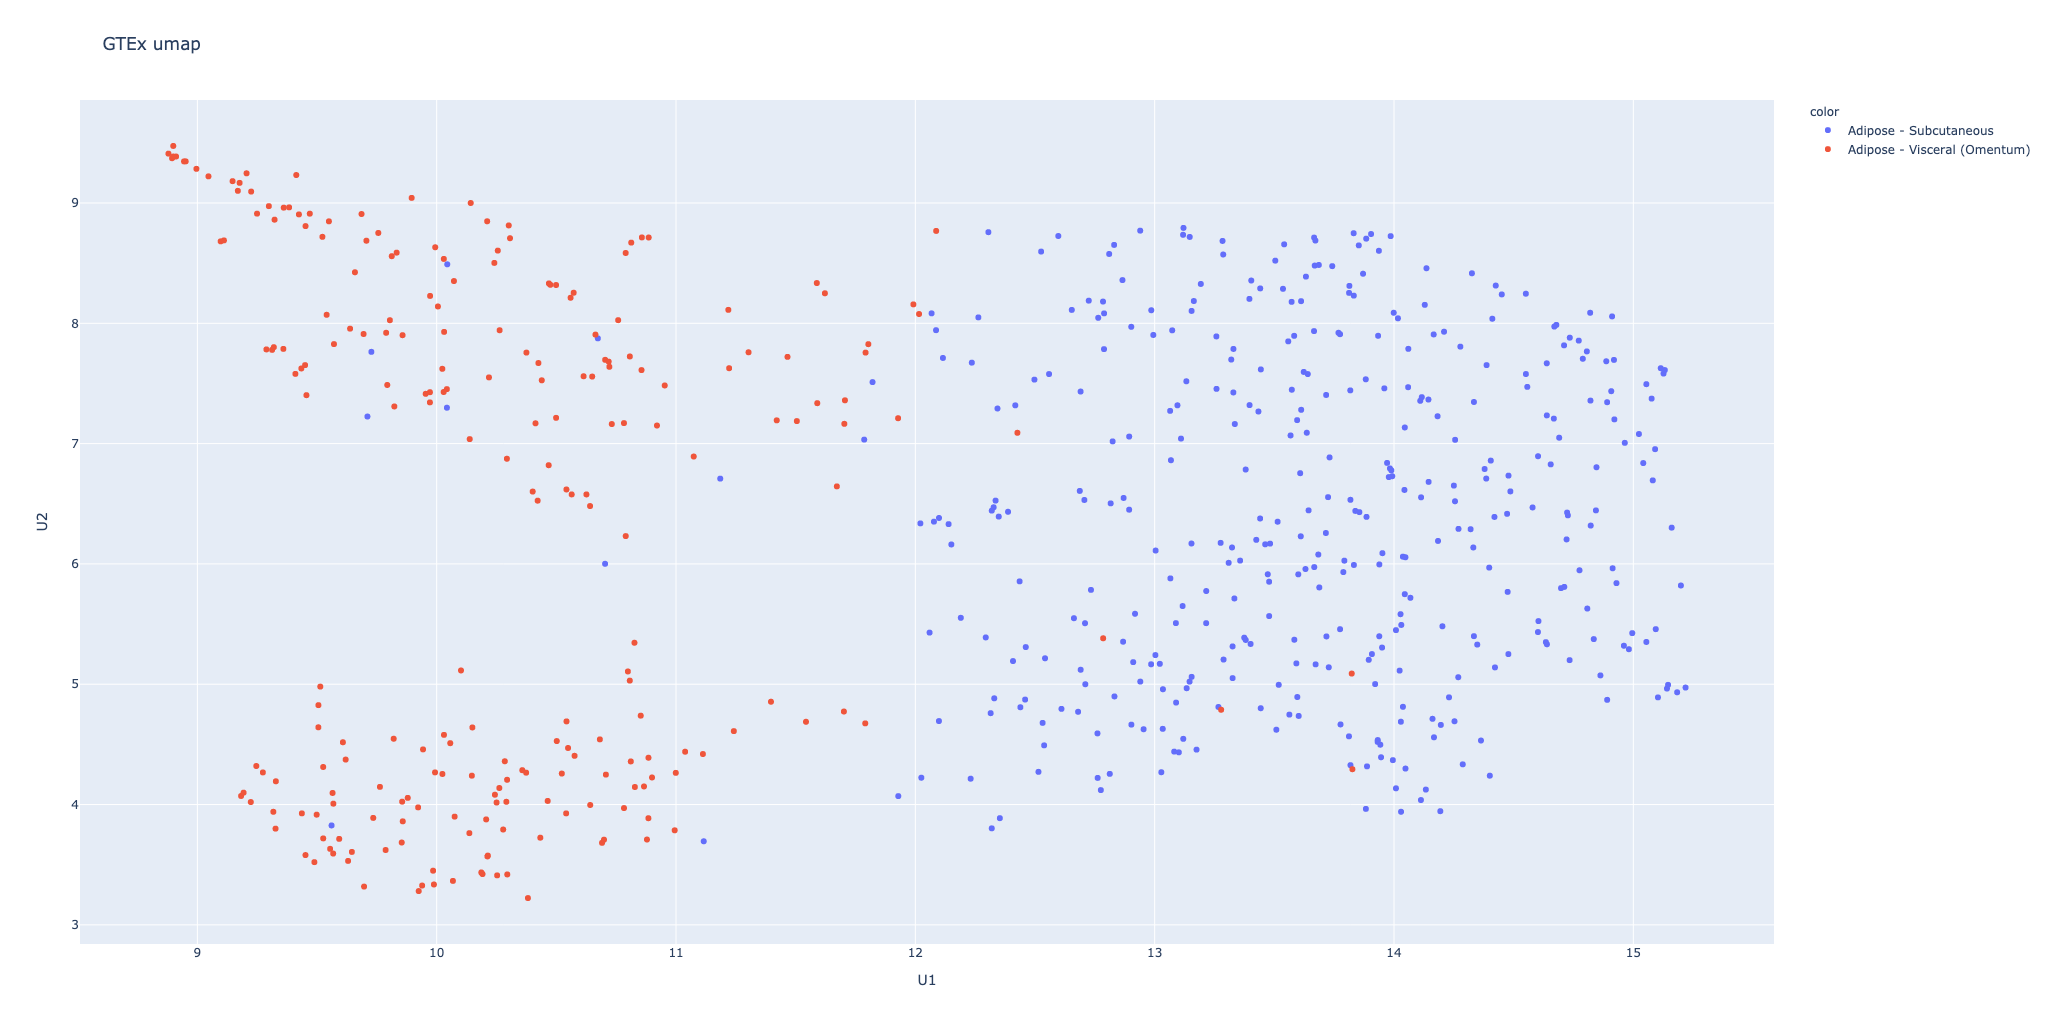 GTEx umap
color
Adipose - Subcutaneous
Adipose - Visceral (Omentum)
U2
9
8
7
6
5
4
3
9 10 11 12 13 14 15
U1